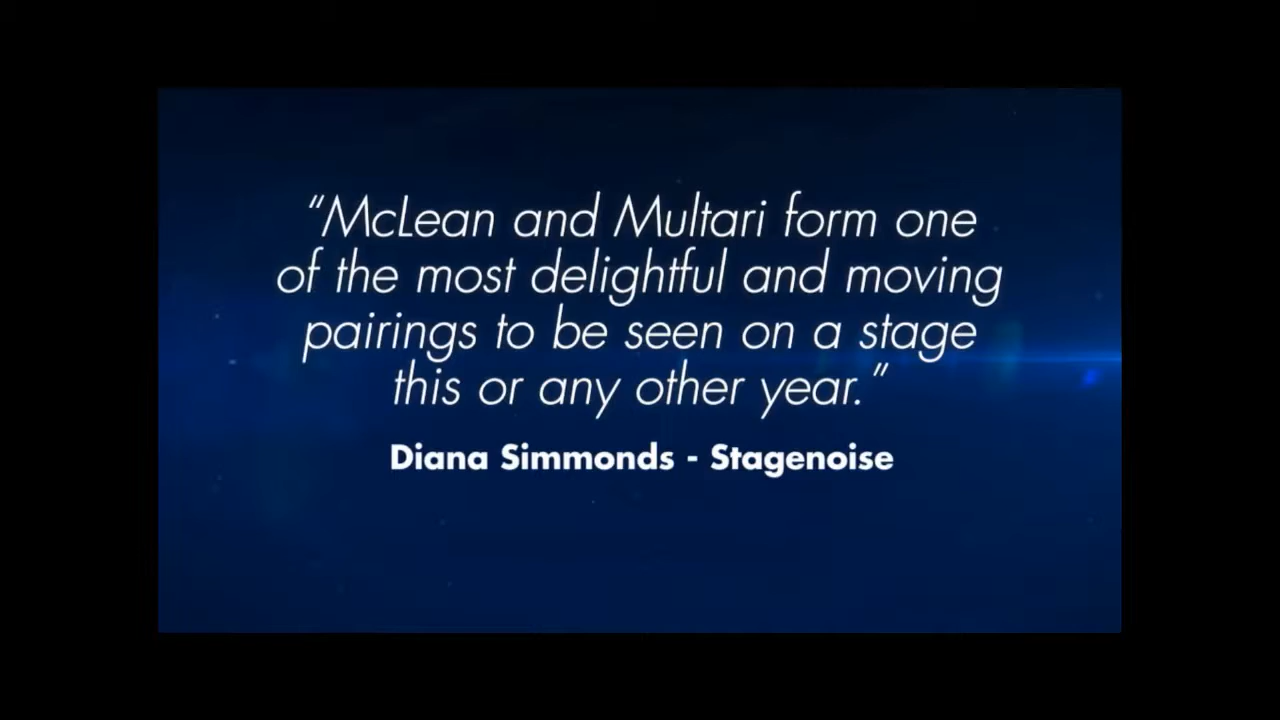 “McLean and Multari form one
of the most delightful and moving
pairings to be seen on a stage
this or any other year.”
Diana Simmonds - Stagenoise